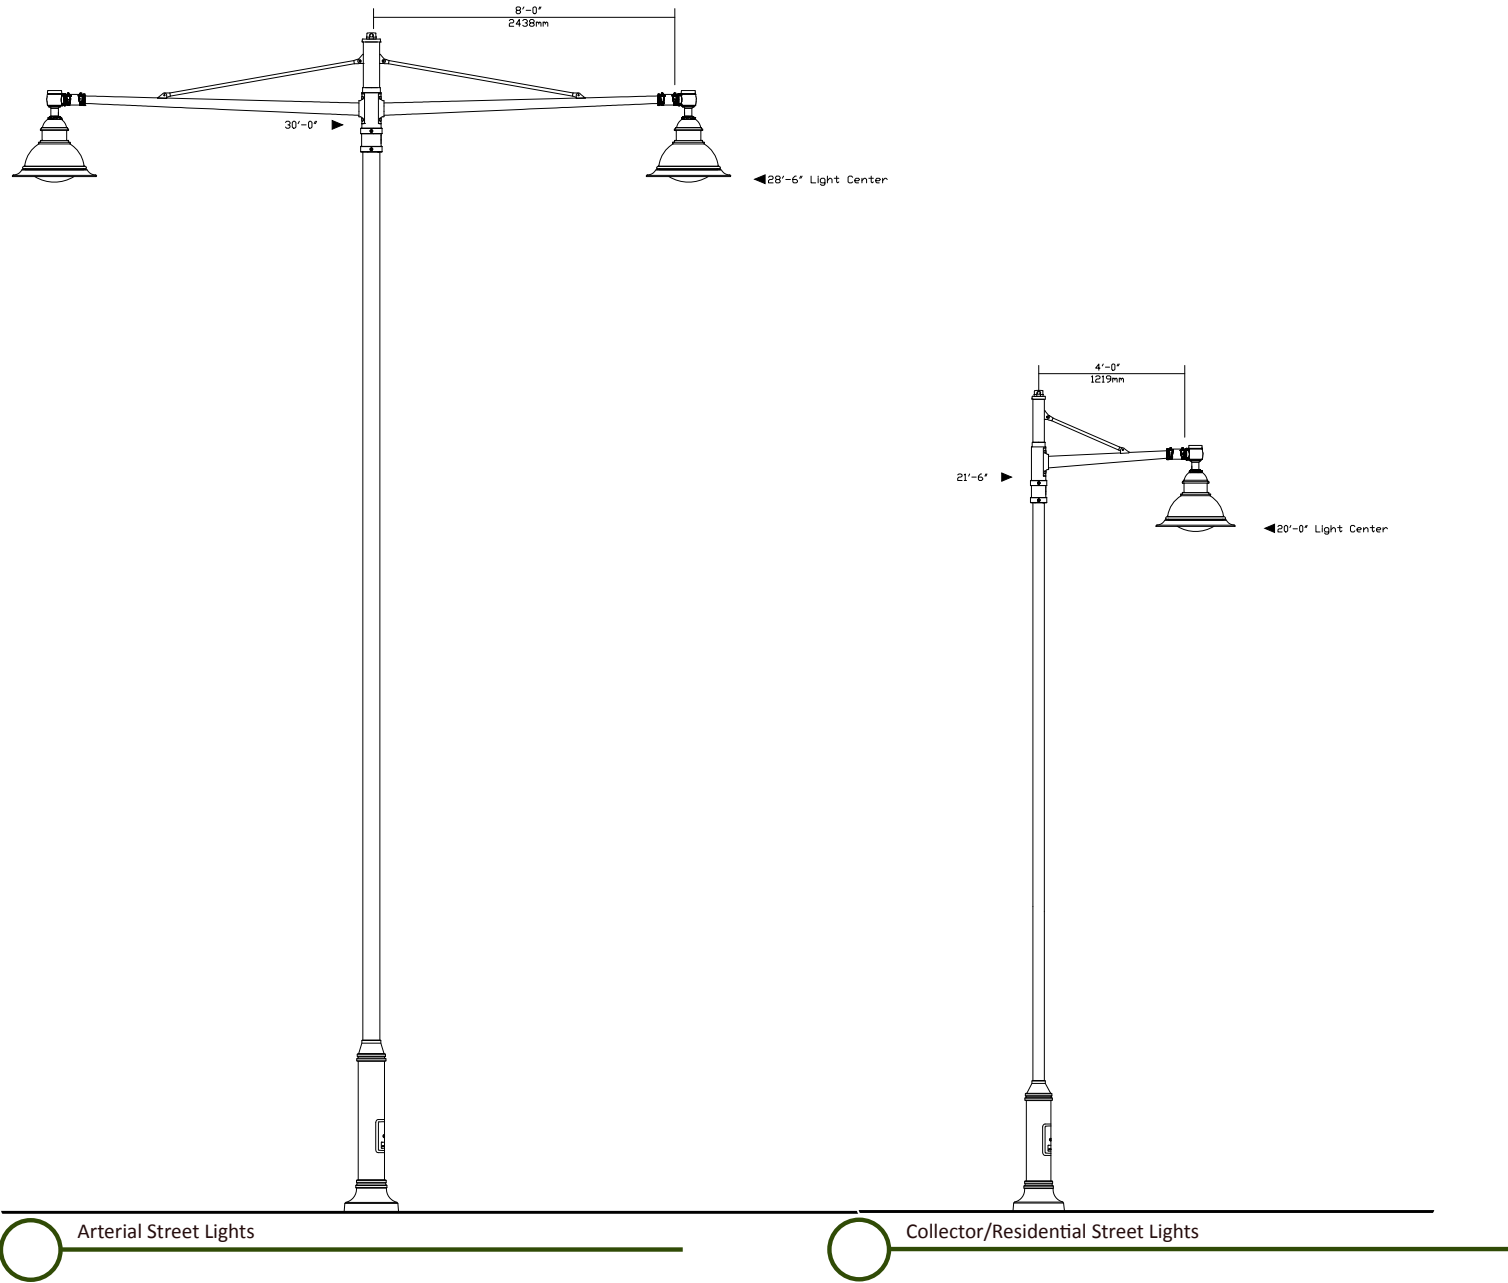 8'-0"
2438mm
30'-0"
28'-6" Light Center
4'-0"
1219mm
21'-6"
20'-0" Light Center
Arterial Street Lights
Collector/Residential Street Lights